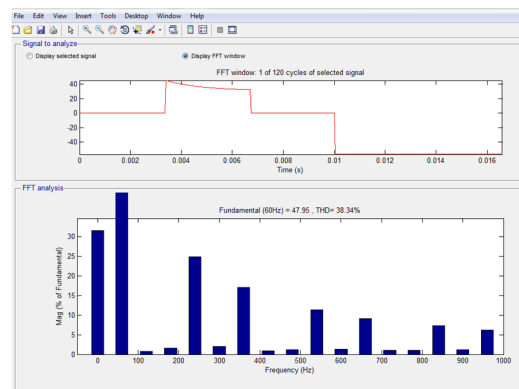 File Edit View Insert Tools Desktop Window Help
Signal to analyze
Display selected signal Display FFT window
FFT window: 1 of 120 cycles of selected signal
40
20
0
-20
-40
0 0.002 0.004 0.006 0.008 0.01 0.012 0.014 0.016
Time (s)
FFT analysis
Fundamental (60Hz) = 47.95 , THD= 38.34%
Mag (% of Fundamental)
30
25
20
15
10
5
0
0 100 200 300 400 500 600 700 800 900 1000
Frequency (Hz)